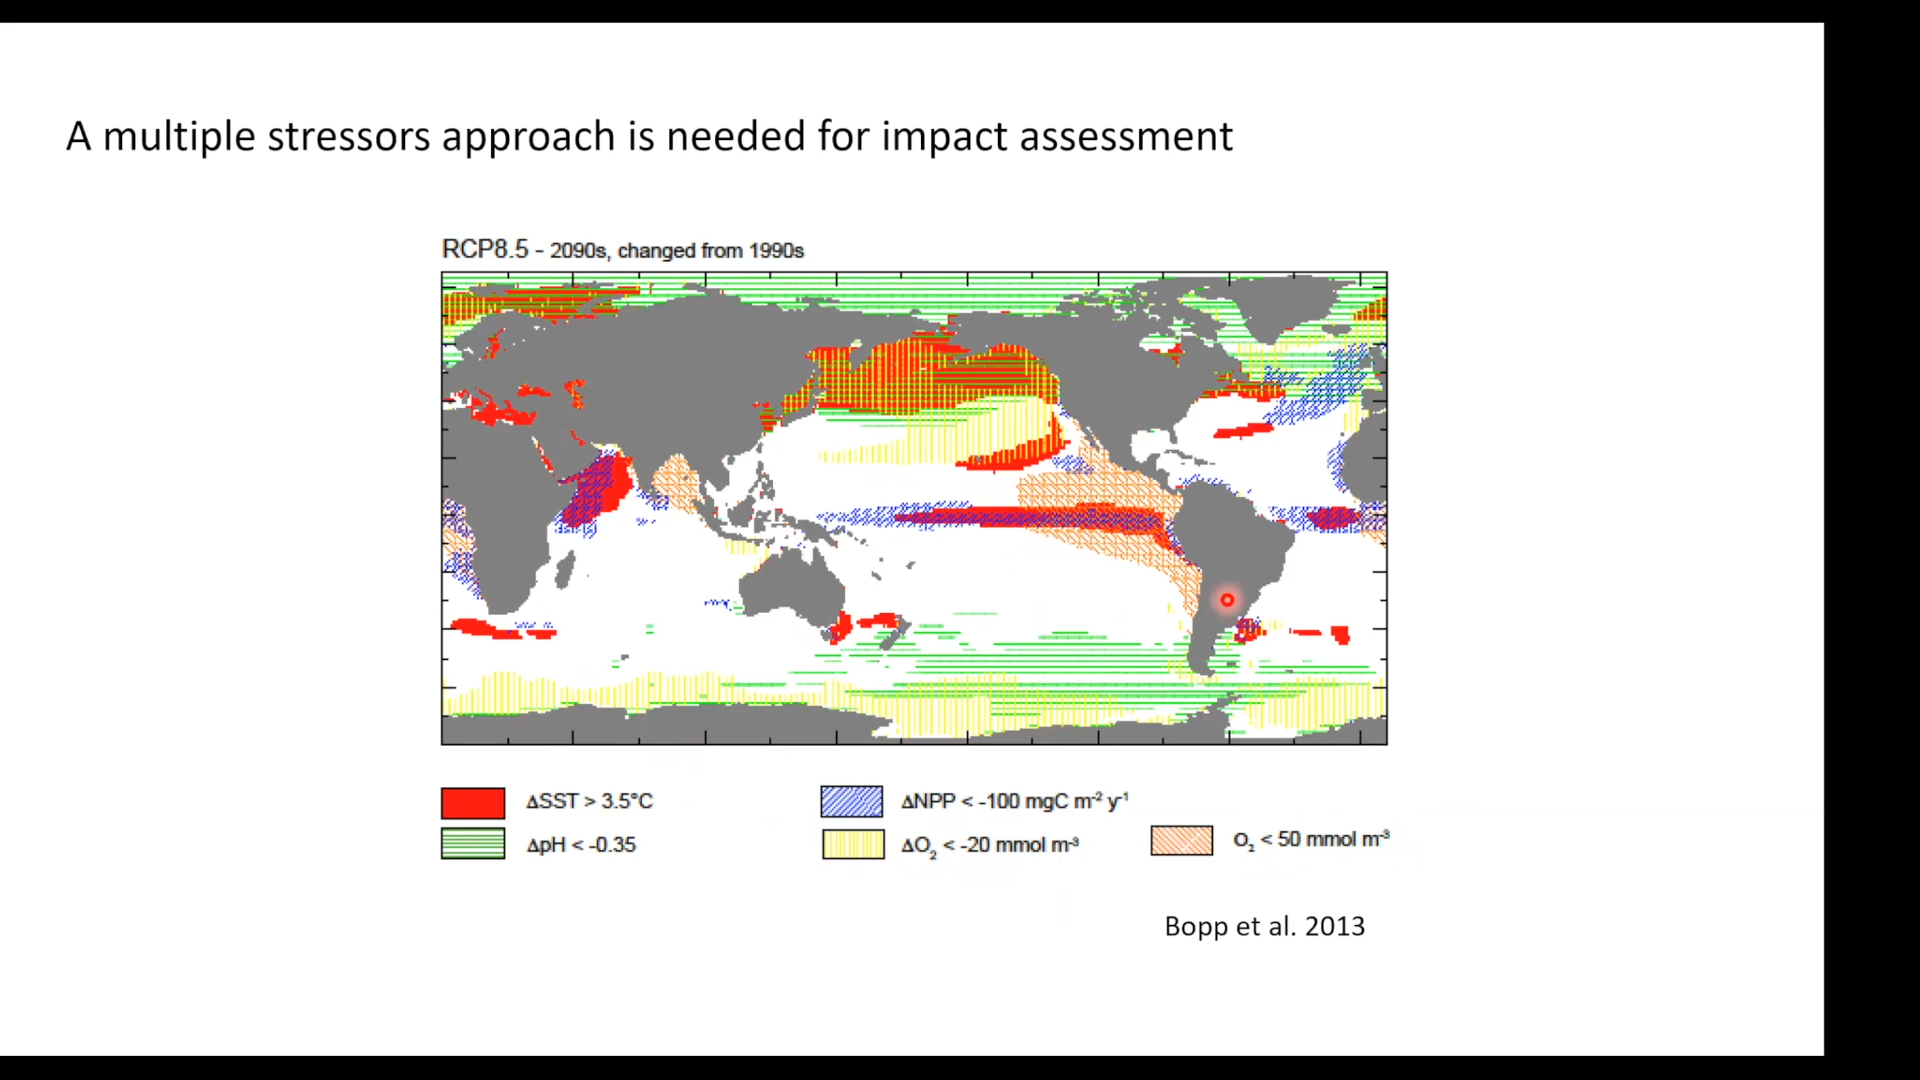 A multiple stressors approach is needed for impact assessment
RCP8.5 - 2090s, changed from 1990s
ΔSST > 3.5°C
ΔNPP < -100 mgC m⁻² y⁻¹
ΔpH < -0.35
ΔO₂ < -20 mmol m⁻³
O₂ < 50 mmol m⁻³
Bopp et al. 2013